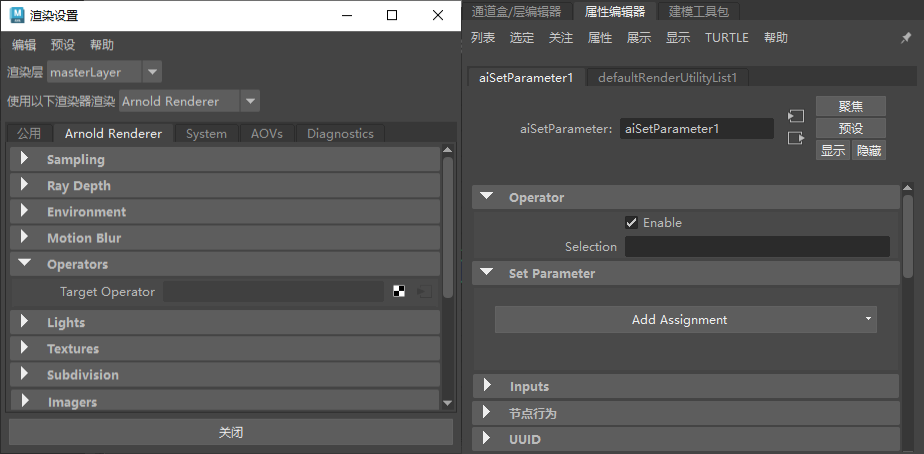 渲染设置
编辑 预设 帮助
渲染层 masterLayer
使用以下渲染器渲染 Arnold Renderer
公用 Arnold Renderer System AOVs Diagnostics
Sampling
Ray Depth
Environment
Motion Blur
Operators
Target Operator
Lights
Textures
Subdivision
Imagers
关闭
通道盒/层编辑器 属性编辑器 建模工具包
列表 选定 关注 属性 展示 显示 TURTLE 帮助
aiSetParameter1 defaultRenderUtilityList1
aiSetParameter: aiSetParameter1
聚焦
预设
显示 隐藏
Operator
Enable
Selection
Set Parameter
Add Assignment
Inputs
节点行为
UUID